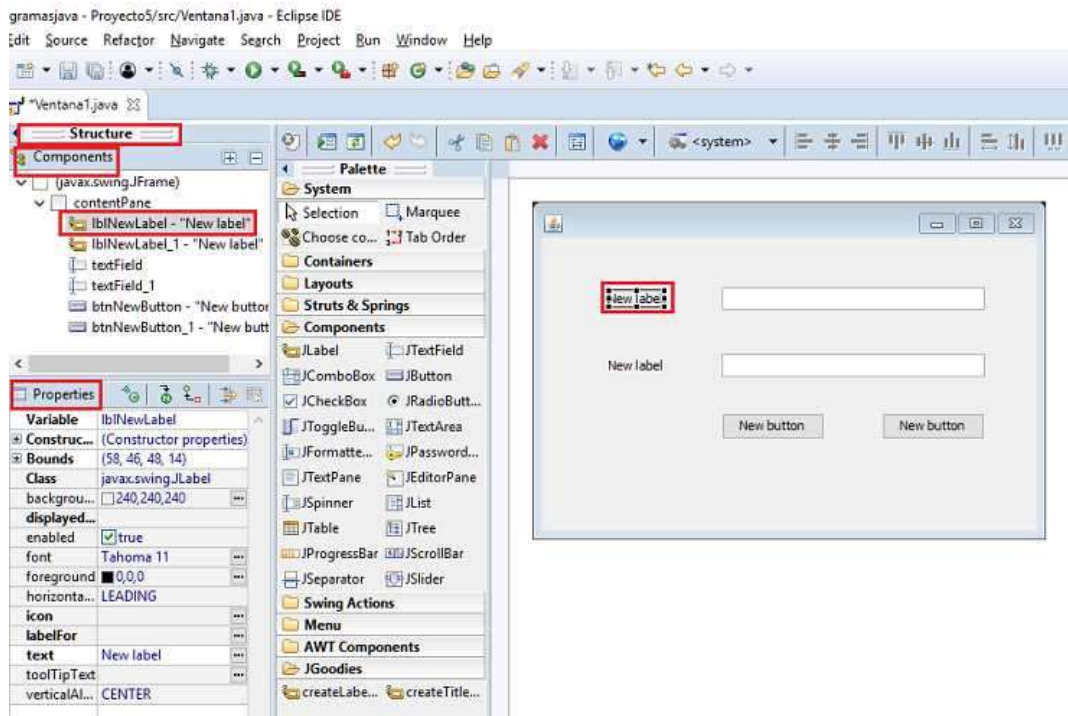 gramasjava - Proyecto5/src/Ventana1.java - Eclipse IDE
Edit Source Refactor Navigate Search Project Run Window Help
*Ventana1.java
Structure
Components
(javax.swing.JFrame)
contentPane
lblNewLabel - "New label"
lblNewLabel_1 - "New label"
textField
textField_1
btnNewButton - "New button
btnNewButton_1 - "New butt
Properties
Variable lblNewLabel
Construc... (Constructor properties)
Bounds (58, 46, 48, 14)
Class javax.swing.JLabel
backgrou... 240,240,240 ...
displayed...
enabled true
font Tahoma 11 ...
foreground 0,0,0 ...
horizonta... LEADING
icon ...
labelFor ...
text New label ...
toolTipText ...
verticalAl... CENTER
<system>
Palette
System
Selection Marquee
Choose co... Tab Order
Containers
Layouts
Struts & Springs
Components
JLabel JTextField
JComboBox JButton
JCheckBox JRadioButt...
JToggleBu... JTextArea
JFormatte... JPassword...
JTextPane JEditorPane
JSpinner JList
JTable JTree
JProgressBar JScrollBar
JSeparator JSlider
Swing Actions
Menu
AWT Components
JGoodies
createLabe... createTitle...
New label
New label
New button New button